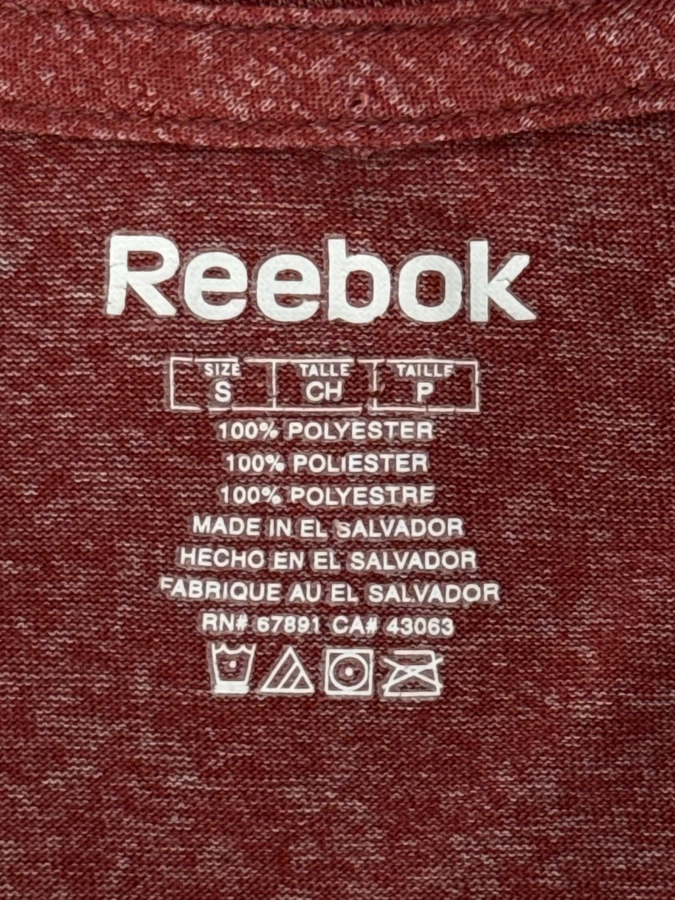 Reebok
SIZE TALLE TAILLE
S CH P
100% POLYESTER
100% POLIESTER
100% POLYESTRE
MADE IN EL SALVADOR
HECHO EN EL SALVADOR
FABRIQUE AU EL SALVADOR
RN# 67891 CA# 43063